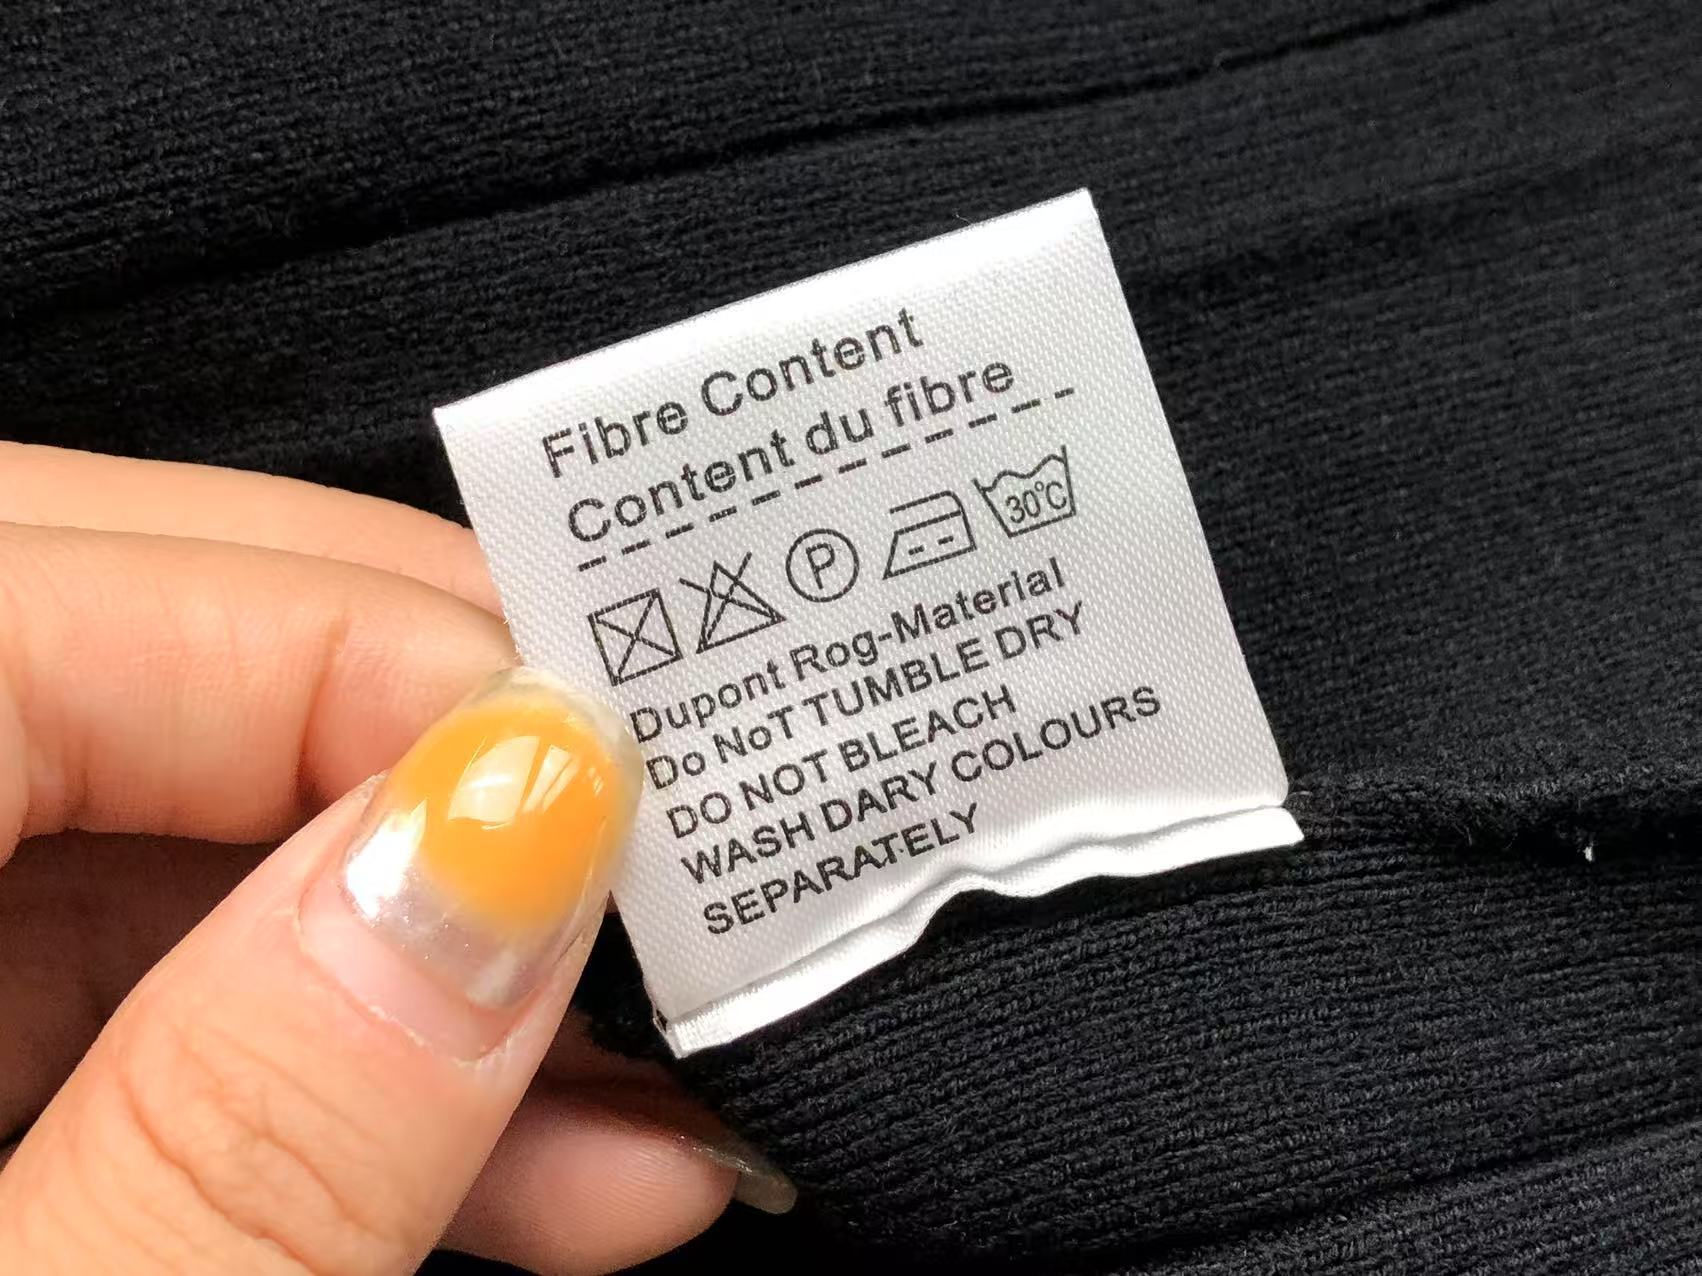 Fibre Content
Content du fibre
P
30°C
Dupont Rog-Material
Do NoT TUMBLE DRY
DO NOT BLEACH
WASH DARY COLOURS
SEPARATELY